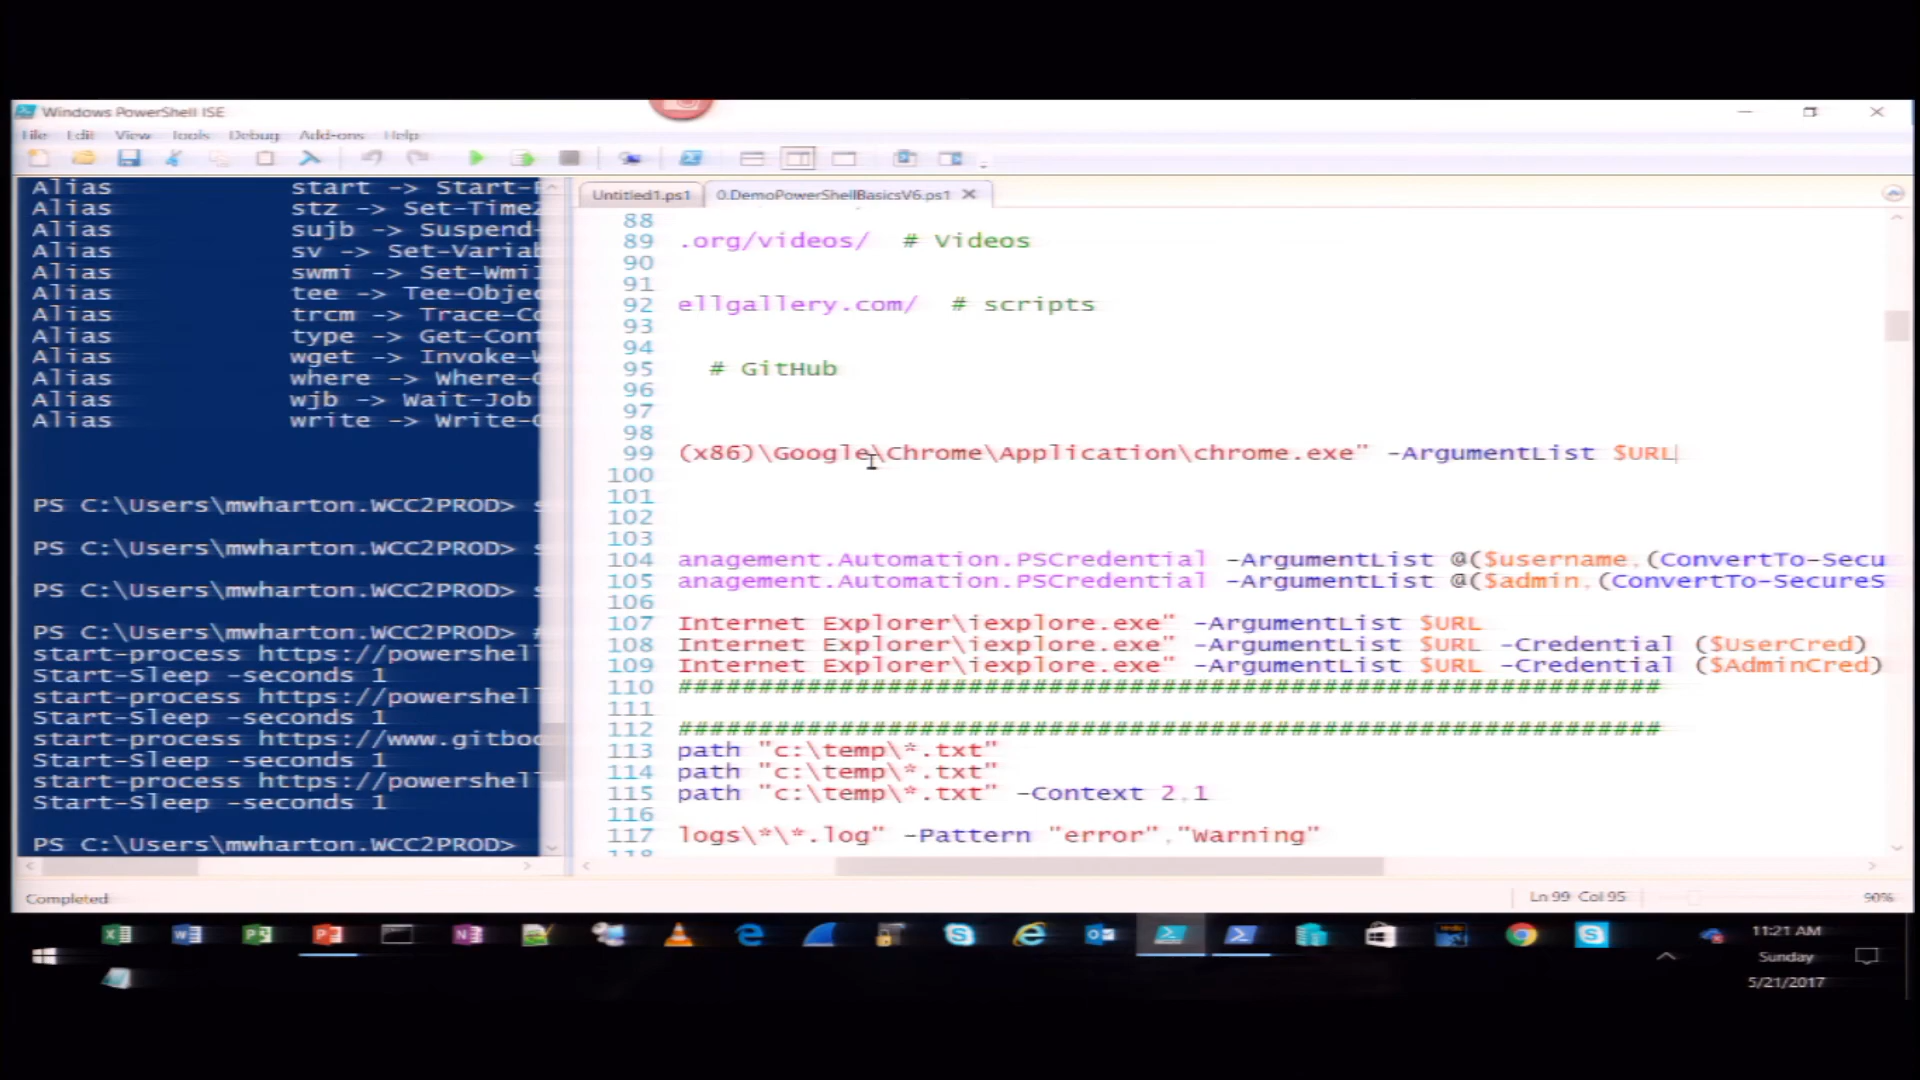 Windows PowerShell ISE
File Edit View Tools Debug Add-ons Help
Untitled1.ps1
0.DemoPowerShellBasicsV6.ps1
Alias start -> Start-
Alias stz -> Set-Time
Alias sujb -> Suspend-
Alias sv -> Set-Variab
Alias swmi -> Set-WmiI
Alias tee -> Tee-Objec
Alias trcm -> Trace-Co
Alias type -> Get-Cont
Alias wget -> Invoke-W
Alias where -> Where-O
Alias wjb -> Wait-Job
Alias write -> Write-O
PS C:\Users\mwharton.WCC2PROD> s
PS C:\Users\mwharton.WCC2PROD> s
PS C:\Users\mwharton.WCC2PROD> s
PS C:\Users\mwharton.WCC2PROD> #
start-process https://powershell
Start-Sleep -seconds 1
start-process https://powershell
Start-Sleep -seconds 1
start-process https://www.gitboo
Start-Sleep -seconds 1
start-process https://powershell
Start-Sleep -seconds 1
PS C:\Users\mwharton.WCC2PROD>
88
89 .org/videos/ # Videos
90
91
92 ellgallery.com/ # scripts
93
94
95 # GitHub
96
97
98
99 (x86)\Google\Chrome\Application\chrome.exe" -ArgumentList $URL
100
101
102
103
104 anagement.Automation.PSCredential -ArgumentList @($username,(ConvertTo-Secu
105 anagement.Automation.PSCredential -ArgumentList @($admin,(ConvertTo-SecureS
106
107 Internet Explorer\iexplore.exe" -ArgumentList $URL
108 Internet Explorer\iexplore.exe" -ArgumentList $URL -Credential ($UserCred)
109 Internet Explorer\iexplore.exe" -ArgumentList $URL -Credential ($AdminCred)
110 #############################################################
111
112 #############################################################
113 path "c:\temp\*.txt"
114 path "c:\temp\*.txt"
115 path "c:\temp\*.txt" -Context 2,1
116
117 logs\*\*.log" -Pattern "error","Warning"
118
Completed
Ln 99 Col 95
90%
11:21 AM
Sunday
5/21/2017